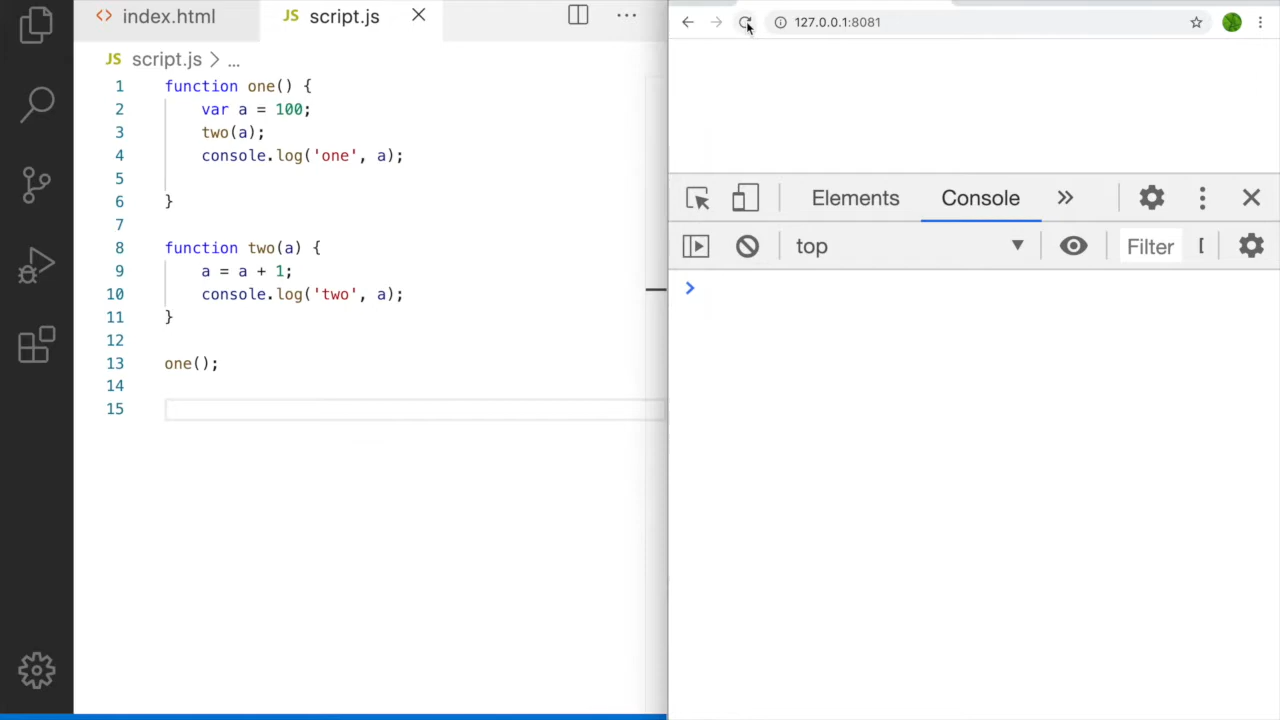 index.html
JS script.js
JS script.js > ...
1 function one() {
2 var a = 100;
3 two(a);
4 console.log('one', a);
5
6 }
7
8 function two(a) {
9 a = a + 1;
10 console.log('two', a);
11 }
12
13 one();
14
15
127.0.0.1:8081
Elements Console
top Filter